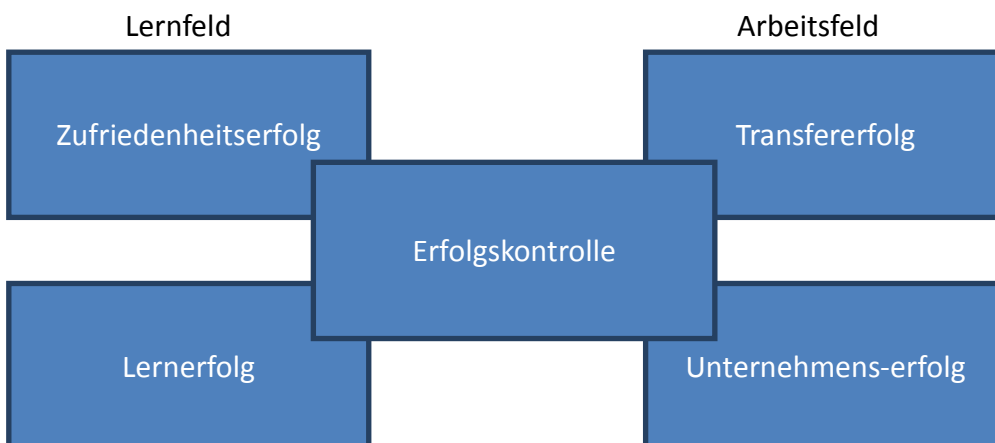 Lernfeld
Arbeitsfeld
Zufriedenheitserfolg
Transfererfolg
Erfolgskontrolle
Lernerfolg
Unternehmens-erfolg